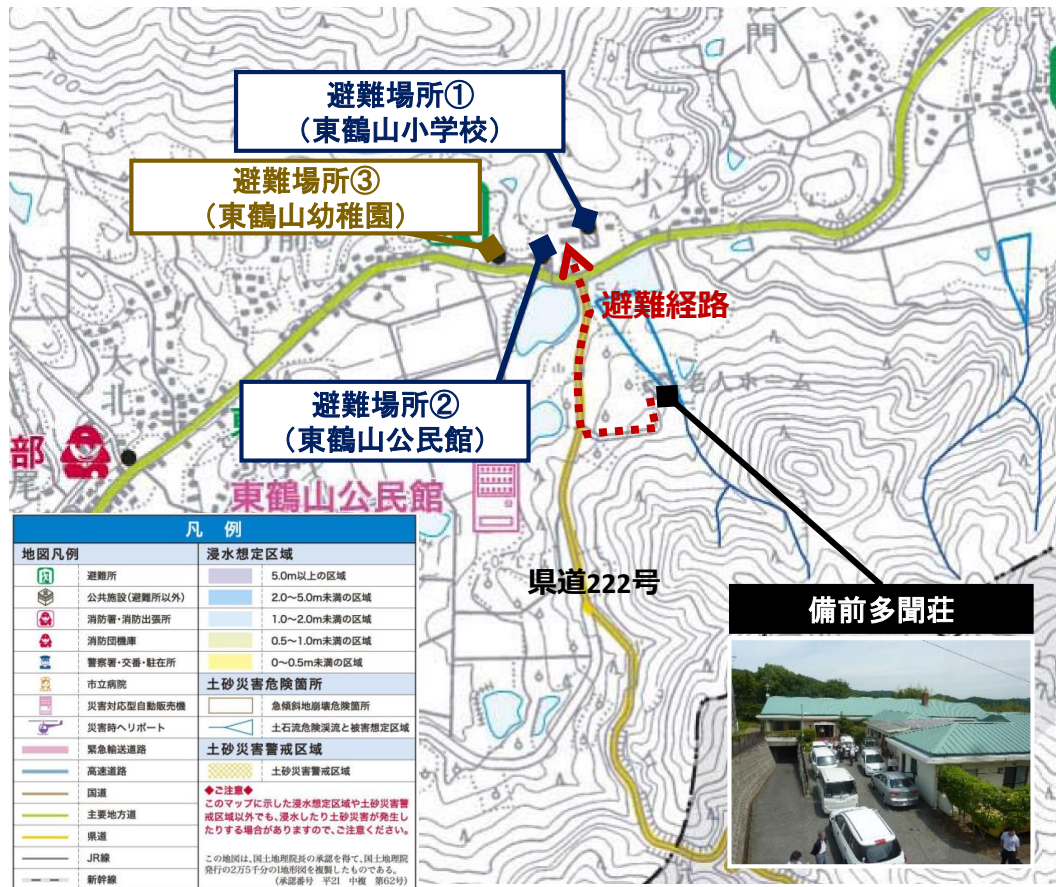 避難場所①
（東鶴山小学校）
避難場所③
（東鶴山幼稚園）
門
小九
門前
避難経路
老人ホーム
避難場所②
（東鶴山公民館）
大北
部
尾
東鶴山公民館
県道222号
備前多聞荘
100
凡　例
地図凡例
避難所
公共施設(避難所以外)
消防署・消防出張所
消防団機庫
警察署・交番・駐在所
市立病院
災害対応型自動販売機
災害時ヘリポート
緊急輸送道路
高速道路
国道
主要地方道
県道
JR線
新幹線
浸水想定区域
5.0m以上の区域
2.0〜5.0m未満の区域
1.0〜2.0m未満の区域
0.5〜1.0m未満の区域
0〜0.5m未満の区域
土砂災害危険箇所
急傾斜地崩壊危険箇所
土石流危険渓流と被害想定区域
土砂災害警戒区域
土砂災害警戒区域
◆ご注意◆
このマップに示した浸水想定区域や土砂災害警
戒区域以外でも、浸水したり土砂災害が発生し
たりする場合がありますので、ご注意ください。
この地図は、国土地理院長の承認を得て、国土地理院
発行の2万5千分の1地形図を複製したものである。
（承認番号　平21　中複　第62号）